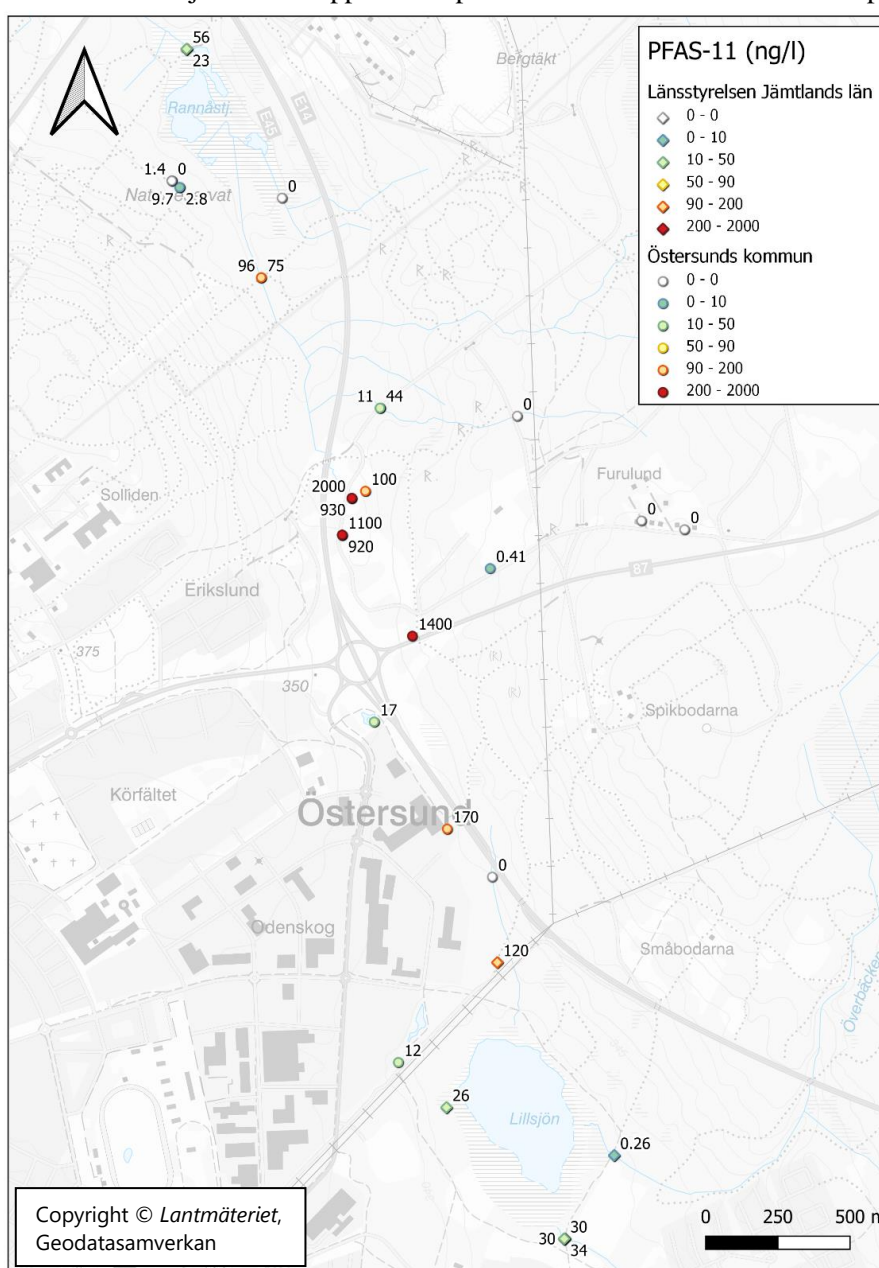 PFAS-11 (ng/l)
Länsstyrelsen Jämtlands län
0 - 0
0 - 10
10 - 50
50 - 90
90 - 200
200 - 2000
Östersunds kommun
0 - 0
0 - 10
10 - 50
50 - 90
90 - 200
200 - 2000
56
23
Bergtäkt
Rannåstj.
E45
E14
1.4 0
9.7 2.8
0
96 75
11 44
0
Solliden
Furulund
2000
930
100
1100
920
0
0
0.41
87
Erikslund
1400
375
350
17
Spikbodarna
Körfältet
Östersund
170
0
Odenskog
Småbodarna
120
Överbäcken
12
26
Lillsjön
0.26
30
30
34
Copyright © Lantmäteriet,
Geodatasamverkan
0 250 500 m